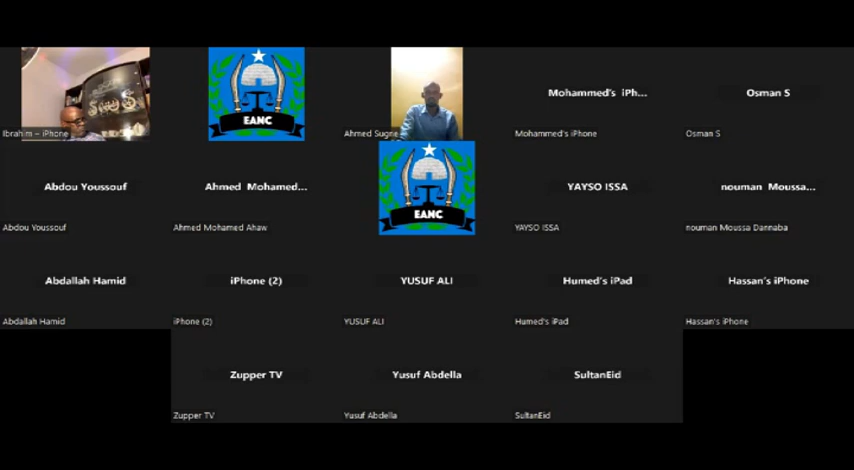 EANC
Ibrahim – iPhone
Ahmed Sugne
Mohammed's iPh...
Mohammed's iPhone
Osman S
Osman S
Abdou Youssouf
Abdou Youssouf
Ahmed Mohamed...
Ahmed Mohamed Ahaw
EANC
YAYSO ISSA
YAYSO ISSA
nouman Moussa...
nouman Moussa Dannaba
Abdallah Hamid
Abdallah Hamid
iPhone (2)
iPhone (2)
YUSUF ALI
YUSUF ALI
Humed's iPad
Humed's iPad
Hassan's iPhone
Hassan's iPhone
Zupper TV
Zupper TV
Yusuf Abdella
Yusuf Abdella
SultanEid
SultanEid